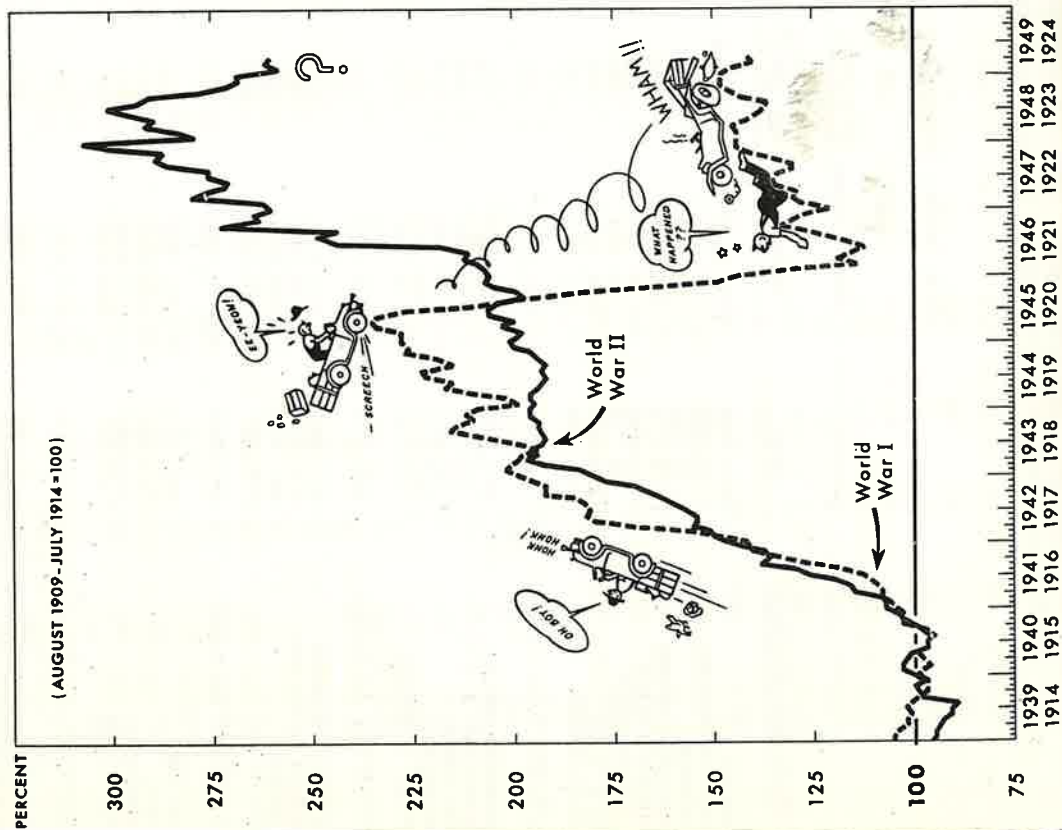 PERCENT
(AUGUST 1909-JULY 1914=100)
300
275
250
225
200
175
150
125
100
75
OH BOY!
HONK
HONK!
EE-YEOW!
SCREECH
WHAM!!
WHAT
HAPPENED
??
?
World
War II
World
War I
1939 1940 1941 1942 1943 1944 1945 1946 1947 1948 1949
1914 1915 1916 1917 1918 1919 1920 1921 1922 1923 1924